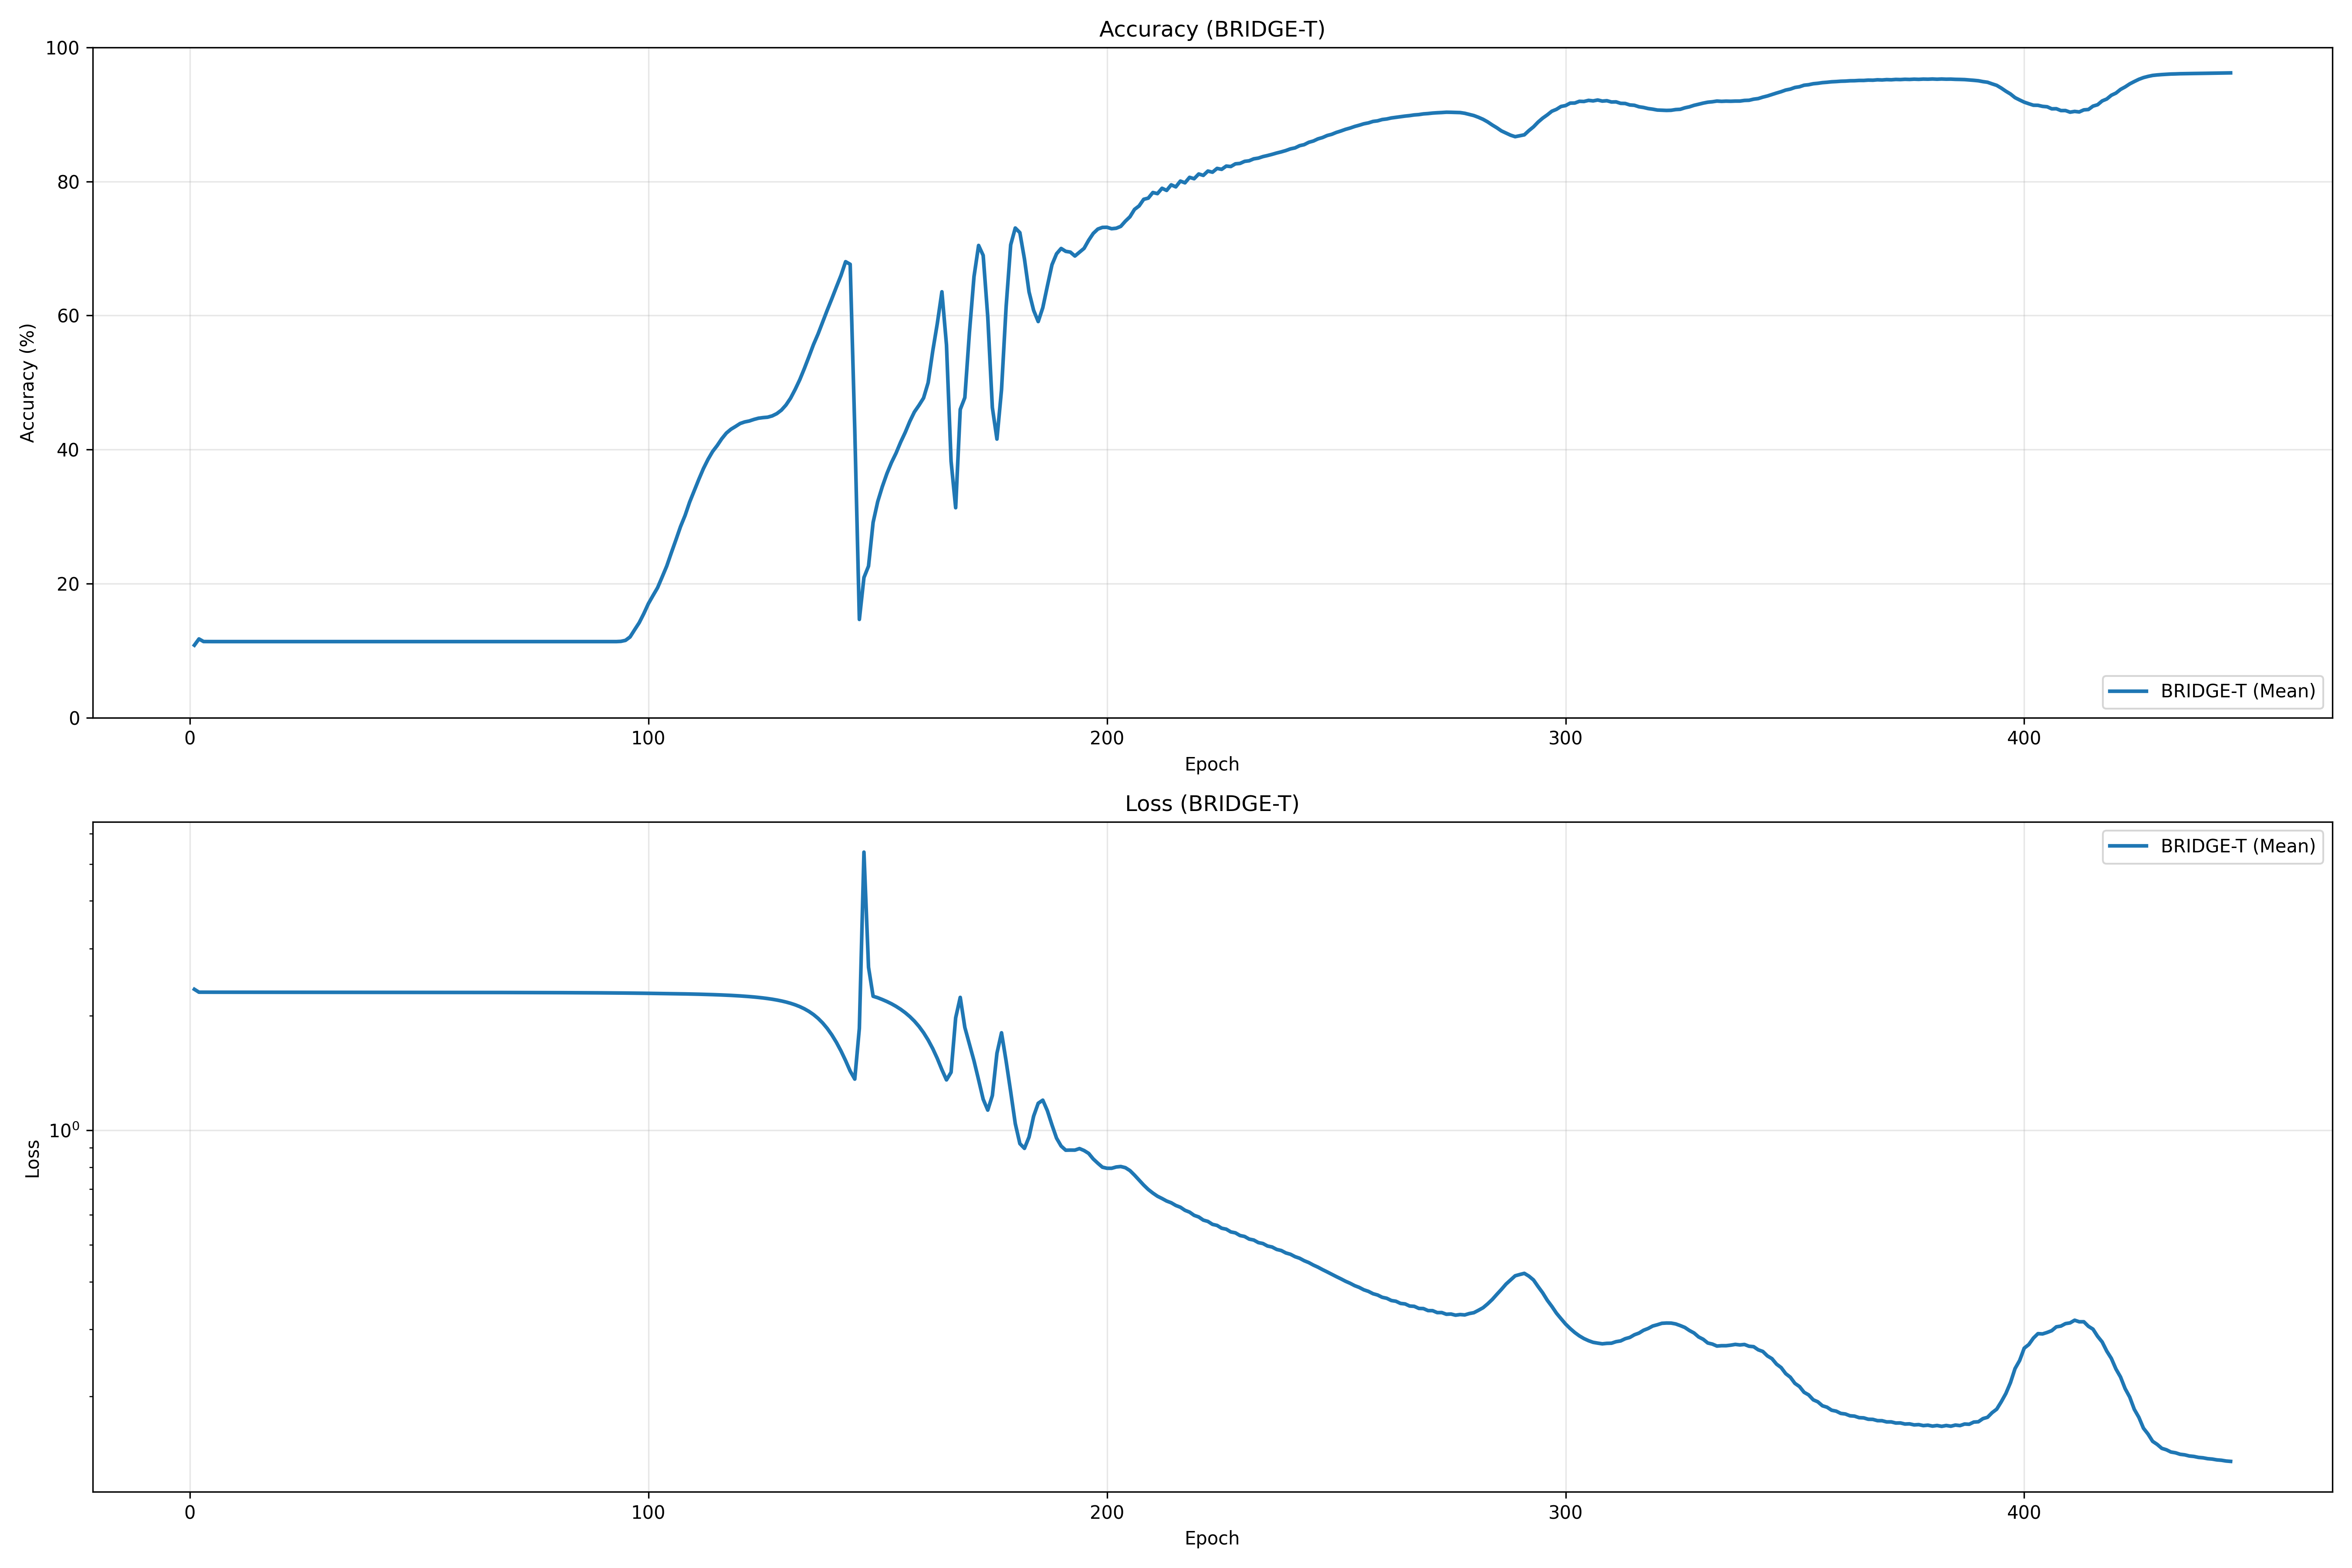 Accuracy (BRIDGE-T)
100
80
60
40
20
0
Accuracy (%)
BRIDGE-T (Mean)
0 100 200 300 400
Epoch
Loss (BRIDGE-T)
BRIDGE-T (Mean)
10⁰
Loss
0 100 200 300 400
Epoch